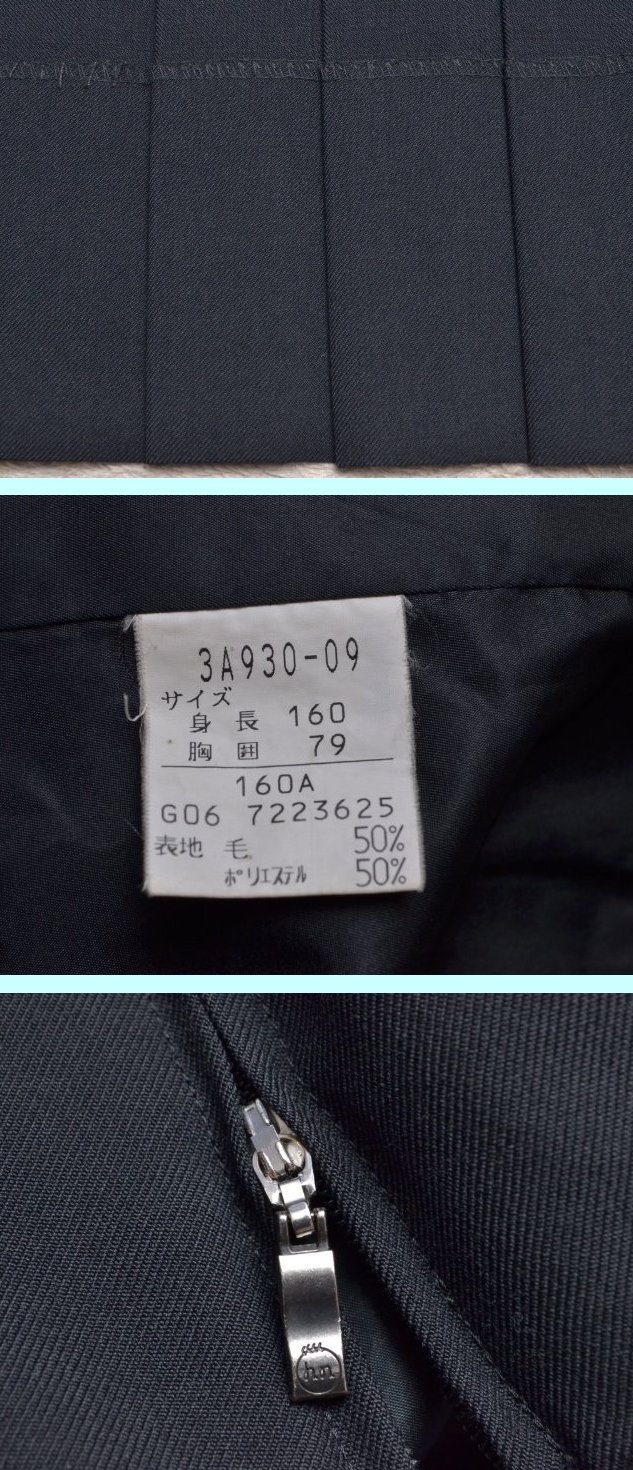 3A930-09
サイズ
身長 160
胸囲 79
160A
G06 7223625
表地 毛 50%
ポリエステル 50%
hn